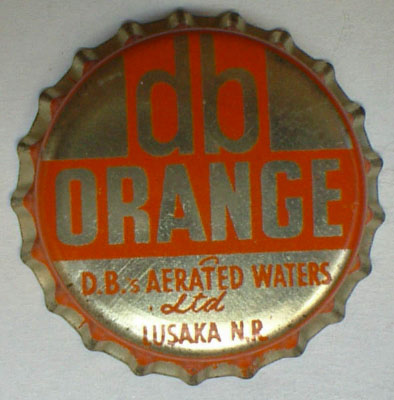 db
ORANGE
D.B.s AERATED WATERS
Ltd
LUSAKA N.R.